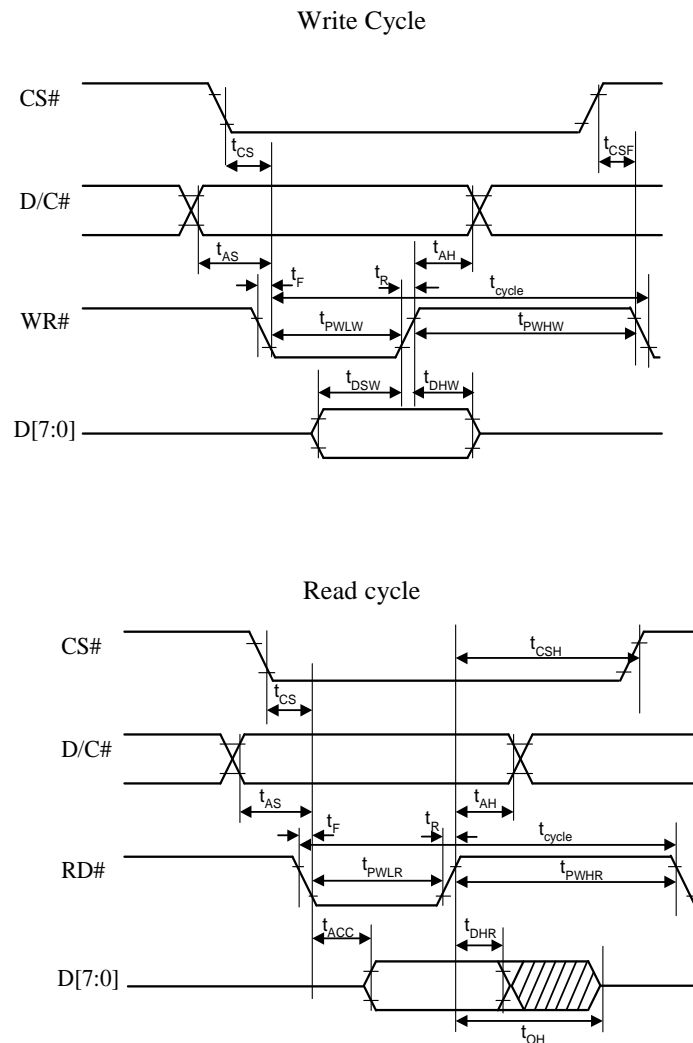 Write Cycle
CS#
tCS
tCSF
D/C#
tAS
tAH
tF
tR
tcycle
WR#
tPWLW
tPWHW
tDSW
tDHW
D[7:0]
Read cycle
CS#
tCSH
tCS
D/C#
tAS
tAH
tF
tR
tcycle
RD#
tPWLR
tPWHR
tACC
tDHR
D[7:0]
tOH